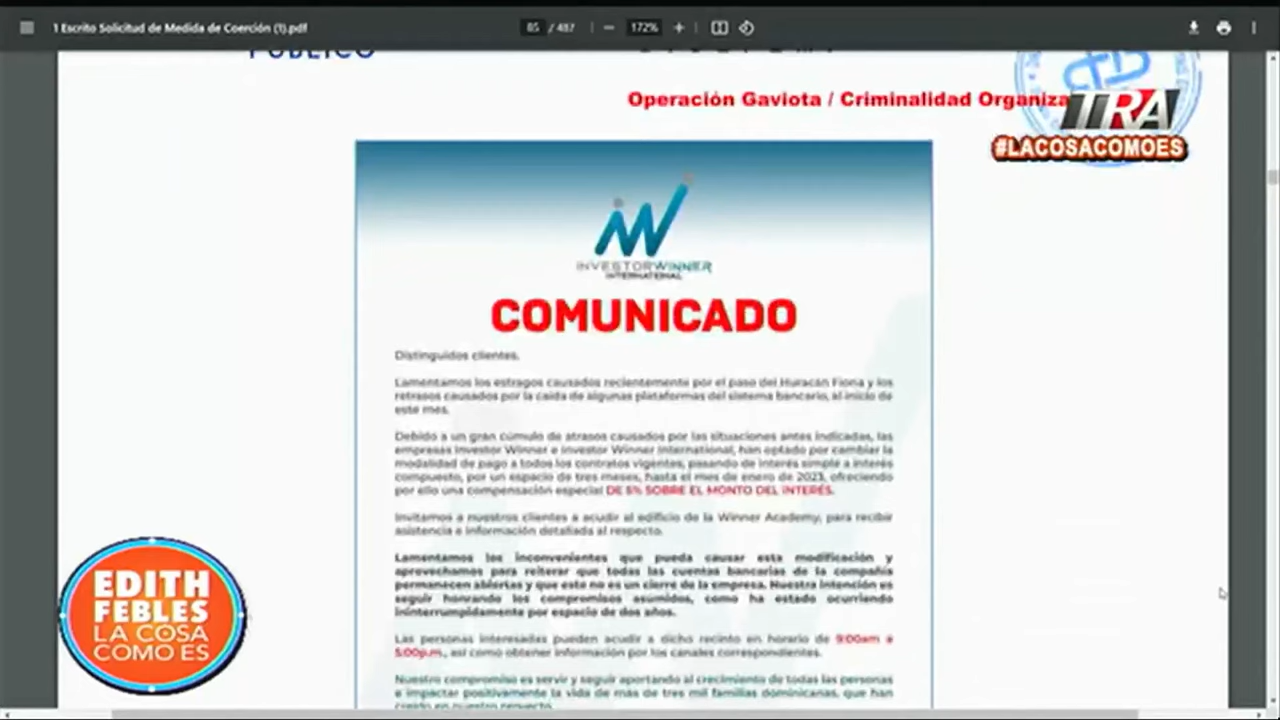 1 Escrito Solicitud de Medida de Coerción (1).pdf
85 / 487
172%
PÚBLICO
Operación Gaviota / Criminalidad Organiza
TRA
#LACOSACOMOES
INVESTORWINNER
INTERNATIONAL
COMUNICADO
Distinguidos clientes,
Lamentamos los estragos causados recientemente por el paso del Huracán Fiona y los
retrasos causados por la caída de algunas plataformas del sistema bancario, al inicio de
este mes.
Debido a un gran cúmulo de atrasos causados por las situaciones antes indicadas, las
empresas Investor Winner e Investor Winner International, han optado por cambiar la
modalidad de pago a todos los contratos vigentes, pasando de interés simple a interés
compuesto, por un espacio de tres meses, hasta el mes de enero de 2023, ofreciendo
por ello una compensación especial DE 5% SOBRE EL MONTO DEL INTERÉS.
Invitamos a nuestros clientes a acudir al edificio de la Winner Academy, para recibir
asistencia e información detallada al respecto.
Lamentamos los inconvenientes que pueda causar esta modificación y
aprovechamos para reiterar que todas las cuentas bancarias de la compañía
permanecen abiertas y que este no es un cierre de la empresa. Nuestra intención es
seguir honrando los compromisos asumidos, como ha estado ocurriendo
ininterrumpidamente por espacio de dos años.
Las personas interesadas pueden acudir a dicho recinto en horario de 9:00am a
5:00p.m., así como obtener información por los canales correspondientes.
Nuestro compromiso es servir y seguir aportando al crecimiento de todas las personas
e impactar positivamente la vida de más de tres mil familias dominicanas, que han
creído en nuestro proyecto.
EDITH
FEBLES
LA COSA
COMO ES